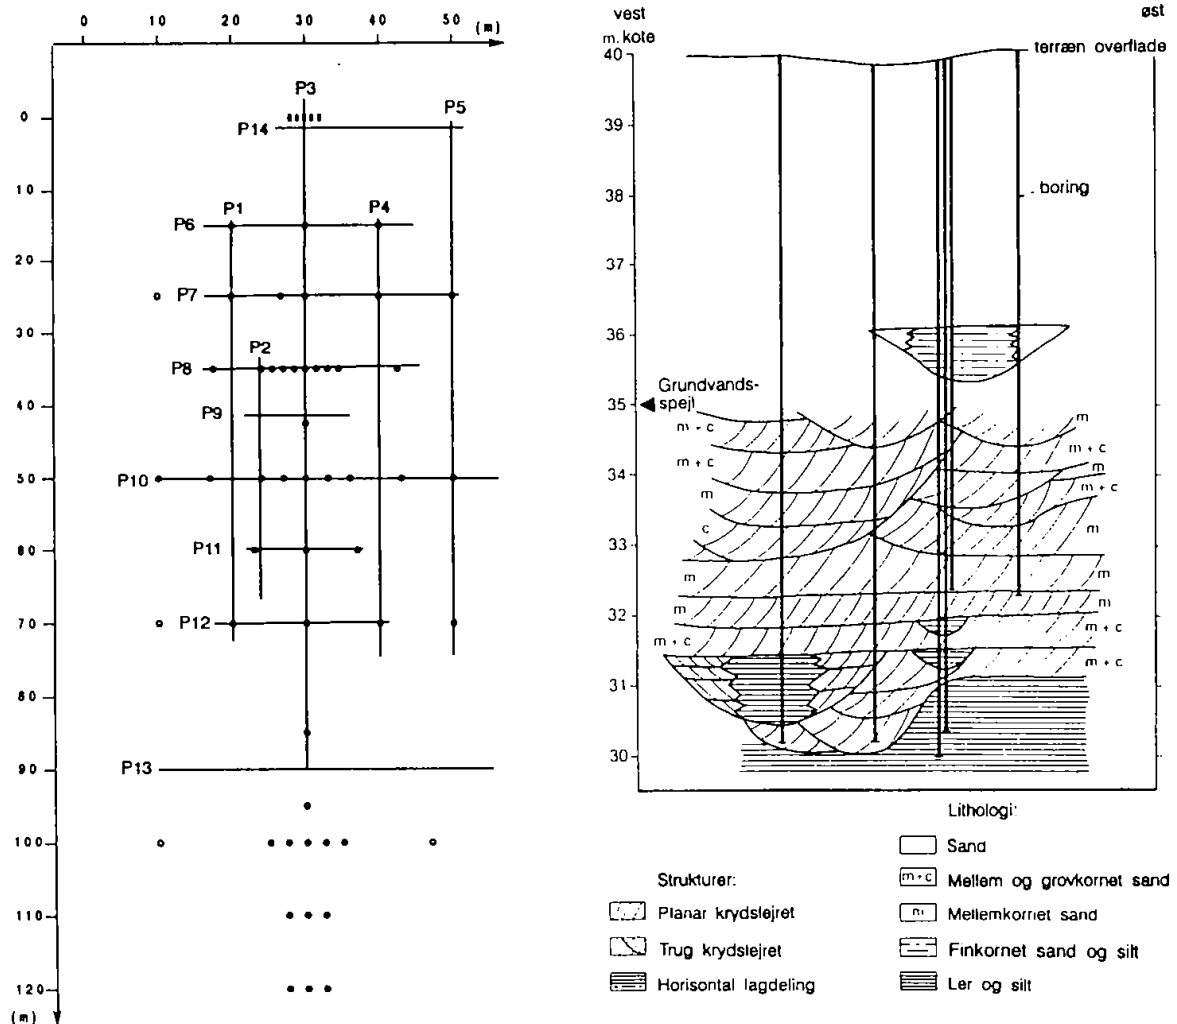 0 10 20 30 40 50 (m)
P3
P5
0
P14
10
P1 P4
P6
20
P7
30
P2
P8
40
P9
P10
50
P11
60
P12
70
80
P13
90
100
110
120
(m)
vest øst
m. kote
40 terræn overflade
39
38 boring
37
36
Grundvands-
spejl
35
m + c m
m + c m + c
34 m
m m + c
c m
33
m m
32 m m
m + c m + c
m + c
31
30
Lithologi:
Sand
Strukturer: m+c Mellem og grovkornet sand
Planar krydslejret m Mellemkornet sand
Trug krydslejret Finkornet sand og silt
Horisontal lagdeling Ler og silt